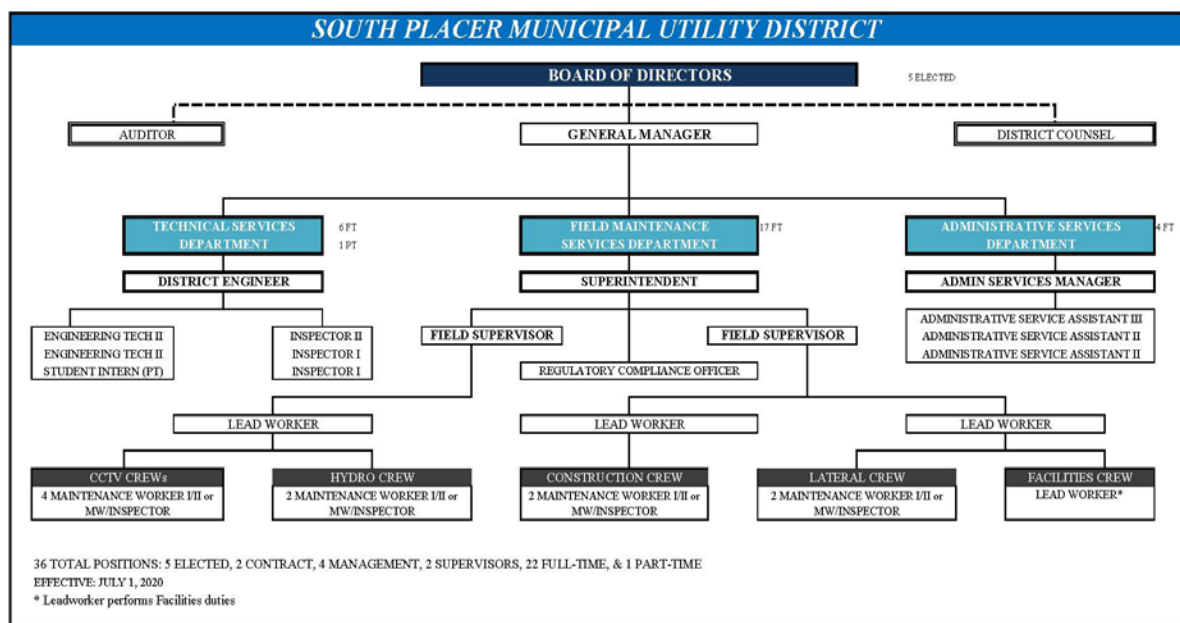 SOUTH PLACER MUNICIPAL UTILITY DISTRICT
BOARD OF DIRECTORS
5 ELECTED
AUDITOR
GENERAL MANAGER
DISTRICT COUNSEL
TECHNICAL SERVICES
DEPARTMENT
6 FT
1 PT
FIELD MAINTENANCE
SERVICES DEPARTMENT
17 FT
ADMINISTRATIVE SERVICES
DEPARTMENT
4 FT
DISTRICT ENGINEER
SUPERINTENDENT
ADMIN SERVICES MANAGER
ENGINEERING TECH II
ENGINEERING TECH II
STUDENT INTERN (PT)
INSPECTOR II
INSPECTOR I
INSPECTOR I
FIELD SUPERVISOR
FIELD SUPERVISOR
ADMINISTRATIVE SERVICE ASSISTANT III
ADMINISTRATIVE SERVICE ASSISTANT II
ADMINISTRATIVE SERVICE ASSISTANT II
REGULATORY COMPLIANCE OFFICER
LEAD WORKER
LEAD WORKER
LEAD WORKER
CCTV CREWs
4 MAINTENANCE WORKER I/II or
MW/INSPECTOR
HYDRO CREW
2 MAINTENANCE WORKER I/II or
MW/INSPECTOR
CONSTRUCTION CREW
2 MAINTENANCE WORKER I/II or
MW/INSPECTOR
LATERAL CREW
2 MAINTENANCE WORKER I/II or
MW/INSPECTOR
FACILITIES CREW
LEAD WORKER*
36 TOTAL POSITIONS: 5 ELECTED, 2 CONTRACT, 4 MANAGEMENT, 2 SUPERVISORS, 22 FULL-TIME, & 1 PART-TIME
EFFECTIVE: JULY 1, 2020
* Leadworker performs Facilities duties